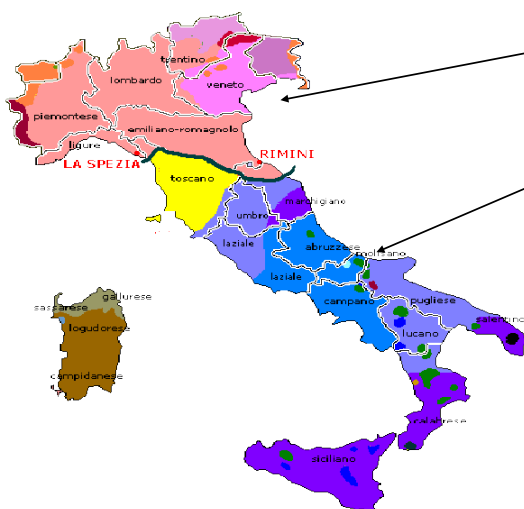 trentino
lombardo
veneto
piemontese
emiliano-romagnolo
ligure
RIMINI
LA SPEZIA
toscano
marchigiano
umbro
laziale
abruzzese
molisano
laziale
campano
pugliese
gallurese
sassarese
salentino
logudorese
lucano
campidanese
calabrese
siciliano